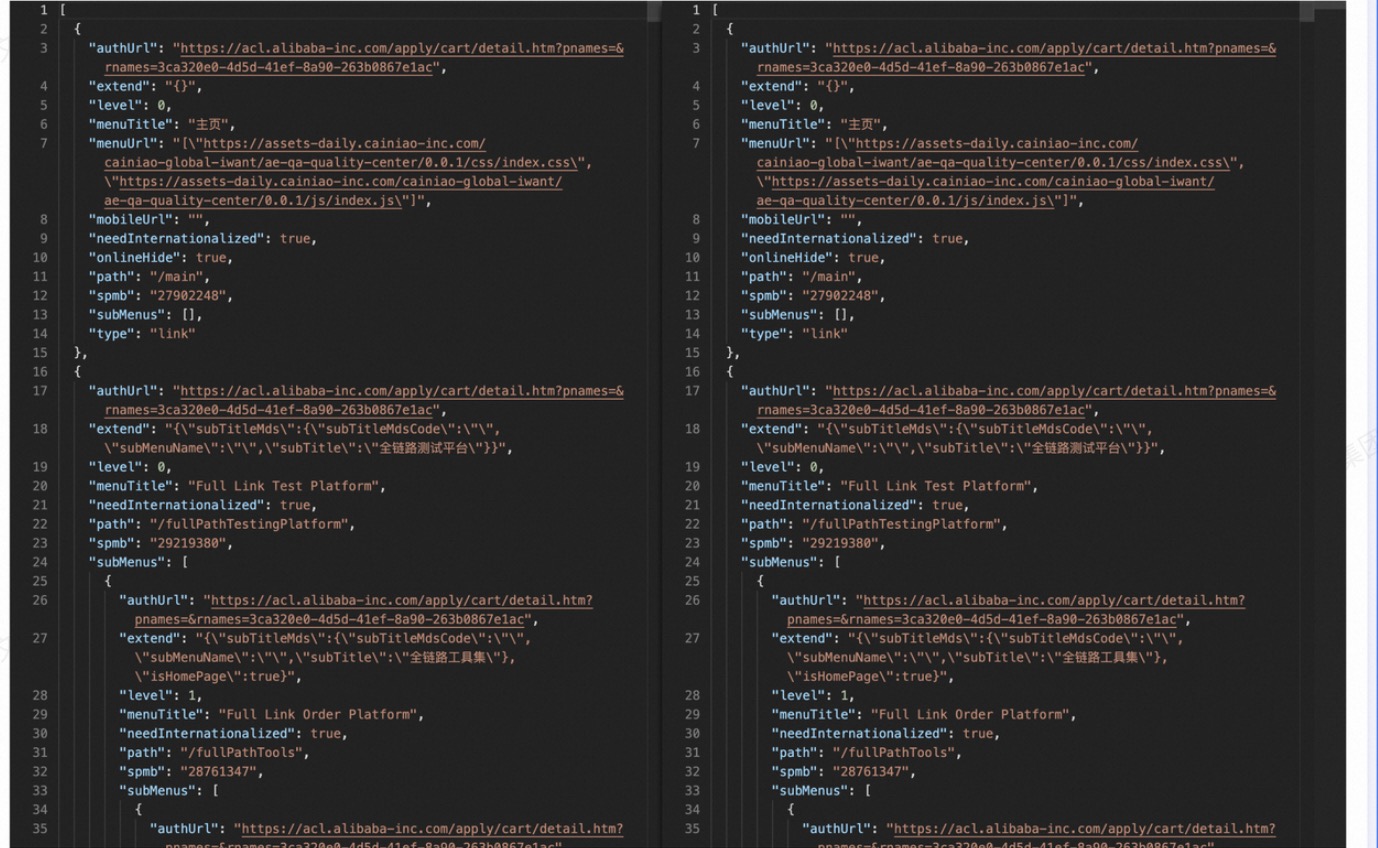 1 [
2 {
3 "authUrl": "https://acl.alibaba-inc.com/apply/cart/detail.htm?pnames=&
rnames=3ca320e0-4d5d-41ef-8a90-263b0867e1ac",
4 "extend": "{}",
5 "level": 0,
6 "menuTitle": "主页",
7 "menuUrl": "[\"https://assets-daily.cainiao-inc.com/
cainiao-global-iwant/ae-qa-quality-center/0.0.1/css/index.css\",
\"https://assets-daily.cainiao-inc.com/cainiao-global-iwant/
ae-qa-quality-center/0.0.1/js/index.js\"]",
8 "mobileUrl": "",
9 "needInternationalized": true,
10 "onlineHide": true,
11 "path": "/main",
12 "spmb": "27902248",
13 "subMenus": [],
14 "type": "link"
15 },
16 {
17 "authUrl": "https://acl.alibaba-inc.com/apply/cart/detail.htm?pnames=&
rnames=3ca320e0-4d5d-41ef-8a90-263b0867e1ac",
18 "extend": "{\"subTitleMds\":{\"subTitleMdsCode\":\"\",
\"subMenuName\":\"\",\"subTitle\":\"全链路测试平台\"}}",
19 "level": 0,
20 "menuTitle": "Full Link Test Platform",
21 "needInternationalized": true,
22 "path": "/fullPathTestingPlatform",
23 "spmb": "29219380",
24 "subMenus": [
25 {
26 "authUrl": "https://acl.alibaba-inc.com/apply/cart/detail.htm?
pnames=&rnames=3ca320e0-4d5d-41ef-8a90-263b0867e1ac",
27 "extend": "{\"subTitleMds\":{\"subTitleMdsCode\":\"\",
\"subMenuName\":\"\",\"subTitle\":\"全链路工具集\"},
\"isHomePage\":true}",
28 "level": 1,
29 "menuTitle": "Full Link Order Platform",
30 "needInternationalized": true,
31 "path": "/fullPathTools",
32 "spmb": "28761347",
33 "subMenus": [
34 {
35 "authUrl": "https://acl.alibaba-inc.com/apply/cart/detail.htm?
pnames=&rnames=3ca320e0-4d5d-41ef-8a90-263b0867e1ac"
1 [
2 {
3 "authUrl": "https://acl.alibaba-inc.com/apply/cart/detail.htm?pnames=&
rnames=3ca320e0-4d5d-41ef-8a90-263b0867e1ac",
4 "extend": "{}",
5 "level": 0,
6 "menuTitle": "主页",
7 "menuUrl": "[\"https://assets-daily.cainiao-inc.com/
cainiao-global-iwant/ae-qa-quality-center/0.0.1/css/index.css\",
\"https://assets-daily.cainiao-inc.com/cainiao-global-iwant/
ae-qa-quality-center/0.0.1/js/index.js\"]",
8 "mobileUrl": "",
9 "needInternationalized": true,
10 "onlineHide": true,
11 "path": "/main",
12 "spmb": "27902248",
13 "subMenus": [],
14 "type": "link"
15 },
16 {
17 "authUrl": "https://acl.alibaba-inc.com/apply/cart/detail.htm?pnames=&
rnames=3ca320e0-4d5d-41ef-8a90-263b0867e1ac",
18 "extend": "{\"subTitleMds\":{\"subTitleMdsCode\":\"\",
\"subMenuName\":\"\",\"subTitle\":\"全链路测试平台\"}}",
19 "level": 0,
20 "menuTitle": "Full Link Test Platform",
21 "needInternationalized": true,
22 "path": "/fullPathTestingPlatform",
23 "spmb": "29219380",
24 "subMenus": [
25 {
26 "authUrl": "https://acl.alibaba-inc.com/apply/cart/detail.htm?
pnames=&rnames=3ca320e0-4d5d-41ef-8a90-263b0867e1ac",
27 "extend": "{\"subTitleMds\":{\"subTitleMdsCode\":\"\",
\"subMenuName\":\"\",\"subTitle\":\"全链路工具集\"},
\"isHomePage\":true}",
28 "level": 1,
29 "menuTitle": "Full Link Order Platform",
30 "needInternationalized": true,
31 "path": "/fullPathTools",
32 "spmb": "28761347",
33 "subMenus": [
34 {
35 "authUrl": "https://acl.alibaba-inc.com/apply/cart/detail.htm?
pnames=&rnames=3ca320e0-4d5d-41ef-8a90-263b0867e1ac"
集团